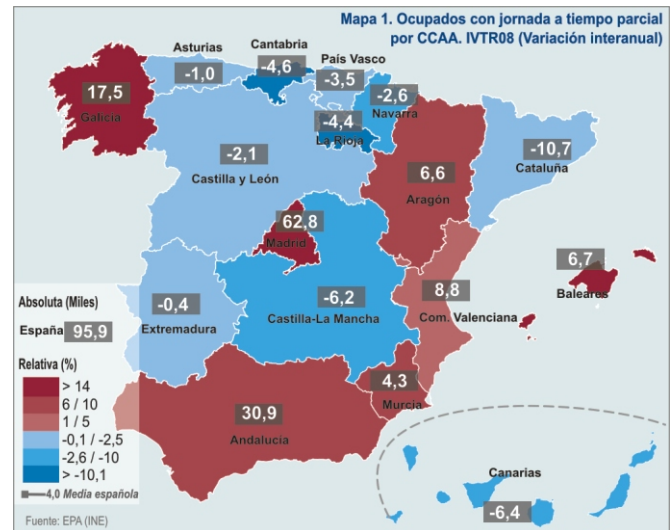 Mapa 1. Ocupados con jornada a tiempo parcial
por CCAA. IVTR08 (Variación interanual)
Asturias
-1,0
Cantabria
-4,6
País Vasco
-3,5
17,5
Galicia
-2,6
Navarra
-4,4
La Rioja
-2,1
Castilla y León
6,6
Aragón
-10,7
Cataluña
62,8
Madrid
6,7
Baleares
-0,4
Extremadura
-6,2
Castilla-La Mancha
8,8
Com. Valenciana
4,3
Murcia
30,9
Andalucía
Canarias
-6,4
Absoluta (Miles)
España 95,9
Relativa (%)
> 14
6 / 10
1 / 5
-0,1 / -2,5
-2,6 / -10
> -10,1
4,0 Media española
Fuente: EPA (INE)